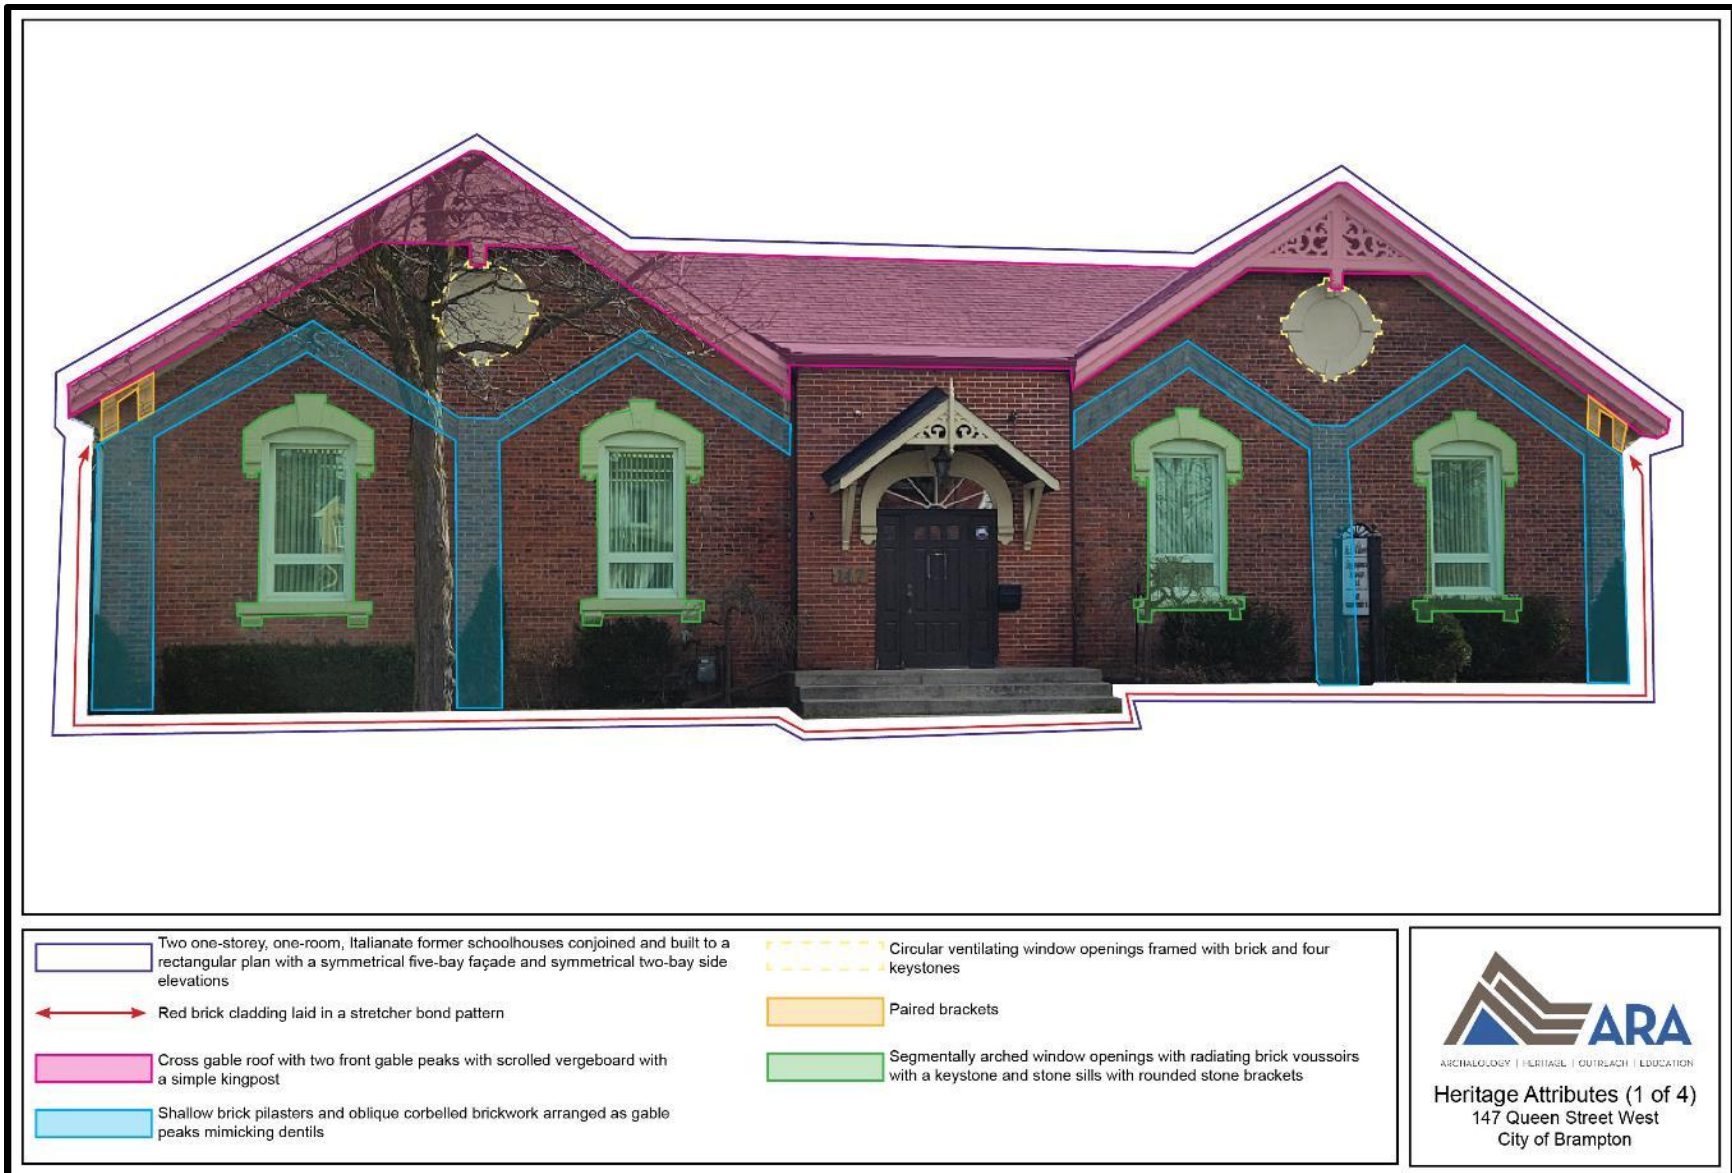 147
Two one-storey, one-room, Italianate former schoolhouses conjoined and built to a
rectangular plan with a symmetrical five-bay façade and symmetrical two-bay side
elevations
Red brick cladding laid in a stretcher bond pattern
Cross gable roof with two front gable peaks with scrolled vergeboard with
a simple kingpost
Shallow brick pilasters and oblique corbelled brickwork arranged as gable
peaks mimicking dentils
Circular ventilating window openings framed with brick and four
keystones
Paired brackets
Segmentally arched window openings with radiating brick voussoirs
with a keystone and stone sills with rounded stone brackets
ARA
ARCHAEOLOGY | HERITAGE | OUTREACH | EDUCATION
Heritage Attributes (1 of 4)
147 Queen Street West
City of Brampton